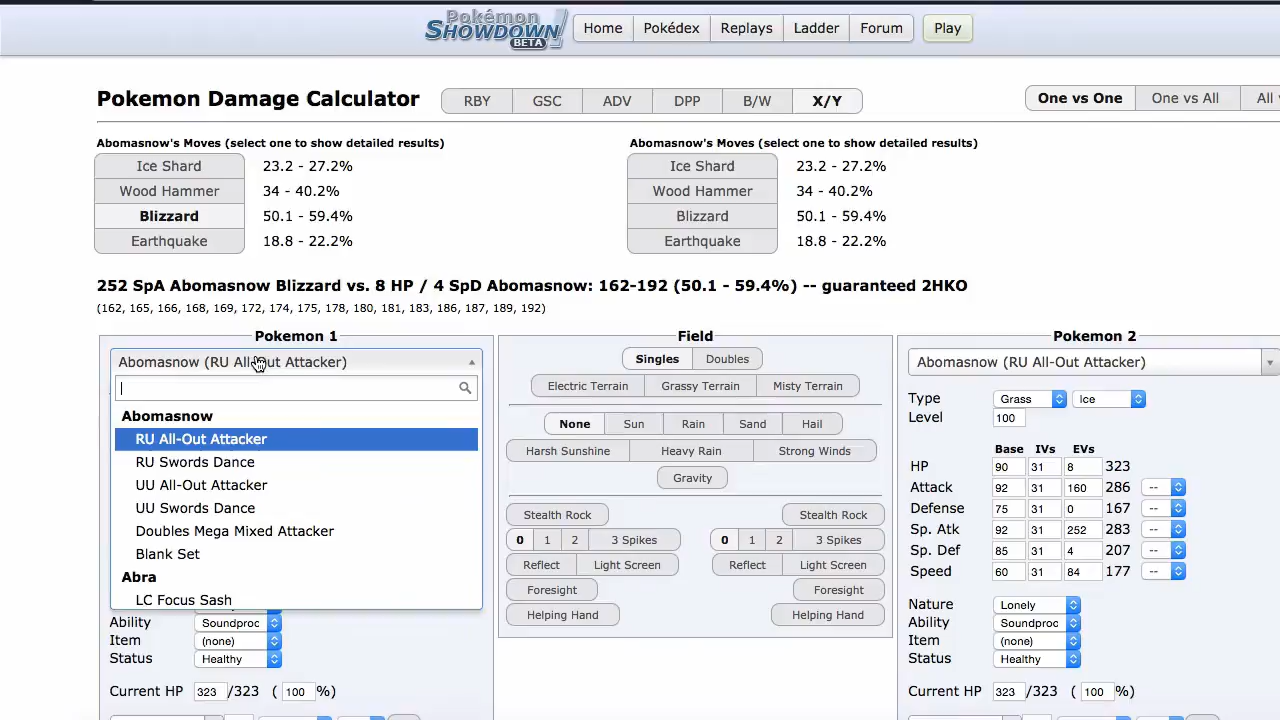 Pokémon
SHOWDOWN!
BETA
Home Pokédex Replays Ladder Forum Play
Pokemon Damage Calculator RBY GSC ADV DPP B/W X/Y One vs One One vs All All
Abomasnow's Moves (select one to show detailed results) Abomasnow's Moves (select one to show detailed results)
Ice Shard 23.2 - 27.2% Ice Shard 23.2 - 27.2%
Wood Hammer 34 - 40.2% Wood Hammer 34 - 40.2%
Blizzard 50.1 - 59.4% Blizzard 50.1 - 59.4%
Earthquake 18.8 - 22.2% Earthquake 18.8 - 22.2%
252 SpA Abomasnow Blizzard vs. 8 HP / 4 SpD Abomasnow: 162-192 (50.1 - 59.4%) -- guaranteed 2HKO
(162, 165, 166, 168, 169, 172, 174, 175, 178, 180, 181, 183, 186, 187, 189, 192)
Pokemon 1
Abomasnow (RU All-Out Attacker)
Abomasnow
RU All-Out Attacker
RU Swords Dance
UU All-Out Attacker
UU Swords Dance
Doubles Mega Mixed Attacker
Blank Set
Abra
LC Focus Sash
Ability Soundproc
Item (none)
Status Healthy
Current HP 323 /323 ( 100 %)
Field
Singles Doubles
Electric Terrain Grassy Terrain Misty Terrain
None Sun Rain Sand Hail
Harsh Sunshine Heavy Rain Strong Winds
Gravity
Stealth Rock Stealth Rock
0 1 2 3 Spikes 0 1 2 3 Spikes
Reflect Light Screen Reflect Light Screen
Foresight Foresight
Helping Hand Helping Hand
Pokemon 2
Abomasnow (RU All-Out Attacker)
Type Grass Ice
Level 100
Base IVs EVs
HP 90 31 8 323
Attack 92 31 160 286 --
Defense 75 31 0 167 --
Sp. Atk 92 31 252 283 --
Sp. Def 85 31 4 207 --
Speed 60 31 84 177 --
Nature Lonely
Ability Soundproc
Item (none)
Status Healthy
Current HP 323 /323 ( 100 %)